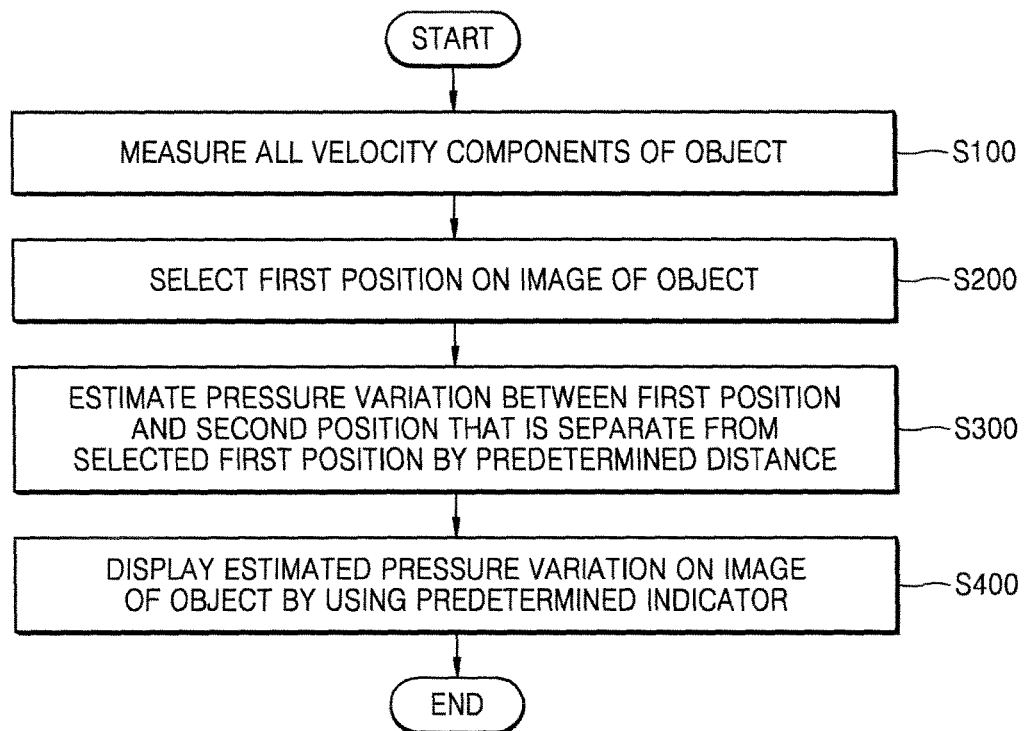 START
MEASURE ALL VELOCITY COMPONENTS OF OBJECT
S100
SELECT FIRST POSITION ON IMAGE OF OBJECT
S200
ESTIMATE PRESSURE VARIATION BETWEEN FIRST POSITION
AND SECOND POSITION THAT IS SEPARATE FROM
SELECTED FIRST POSITION BY PREDETERMINED DISTANCE
S300
DISPLAY ESTIMATED PRESSURE VARIATION ON IMAGE
OF OBJECT BY USING PREDETERMINED INDICATOR
S400
END